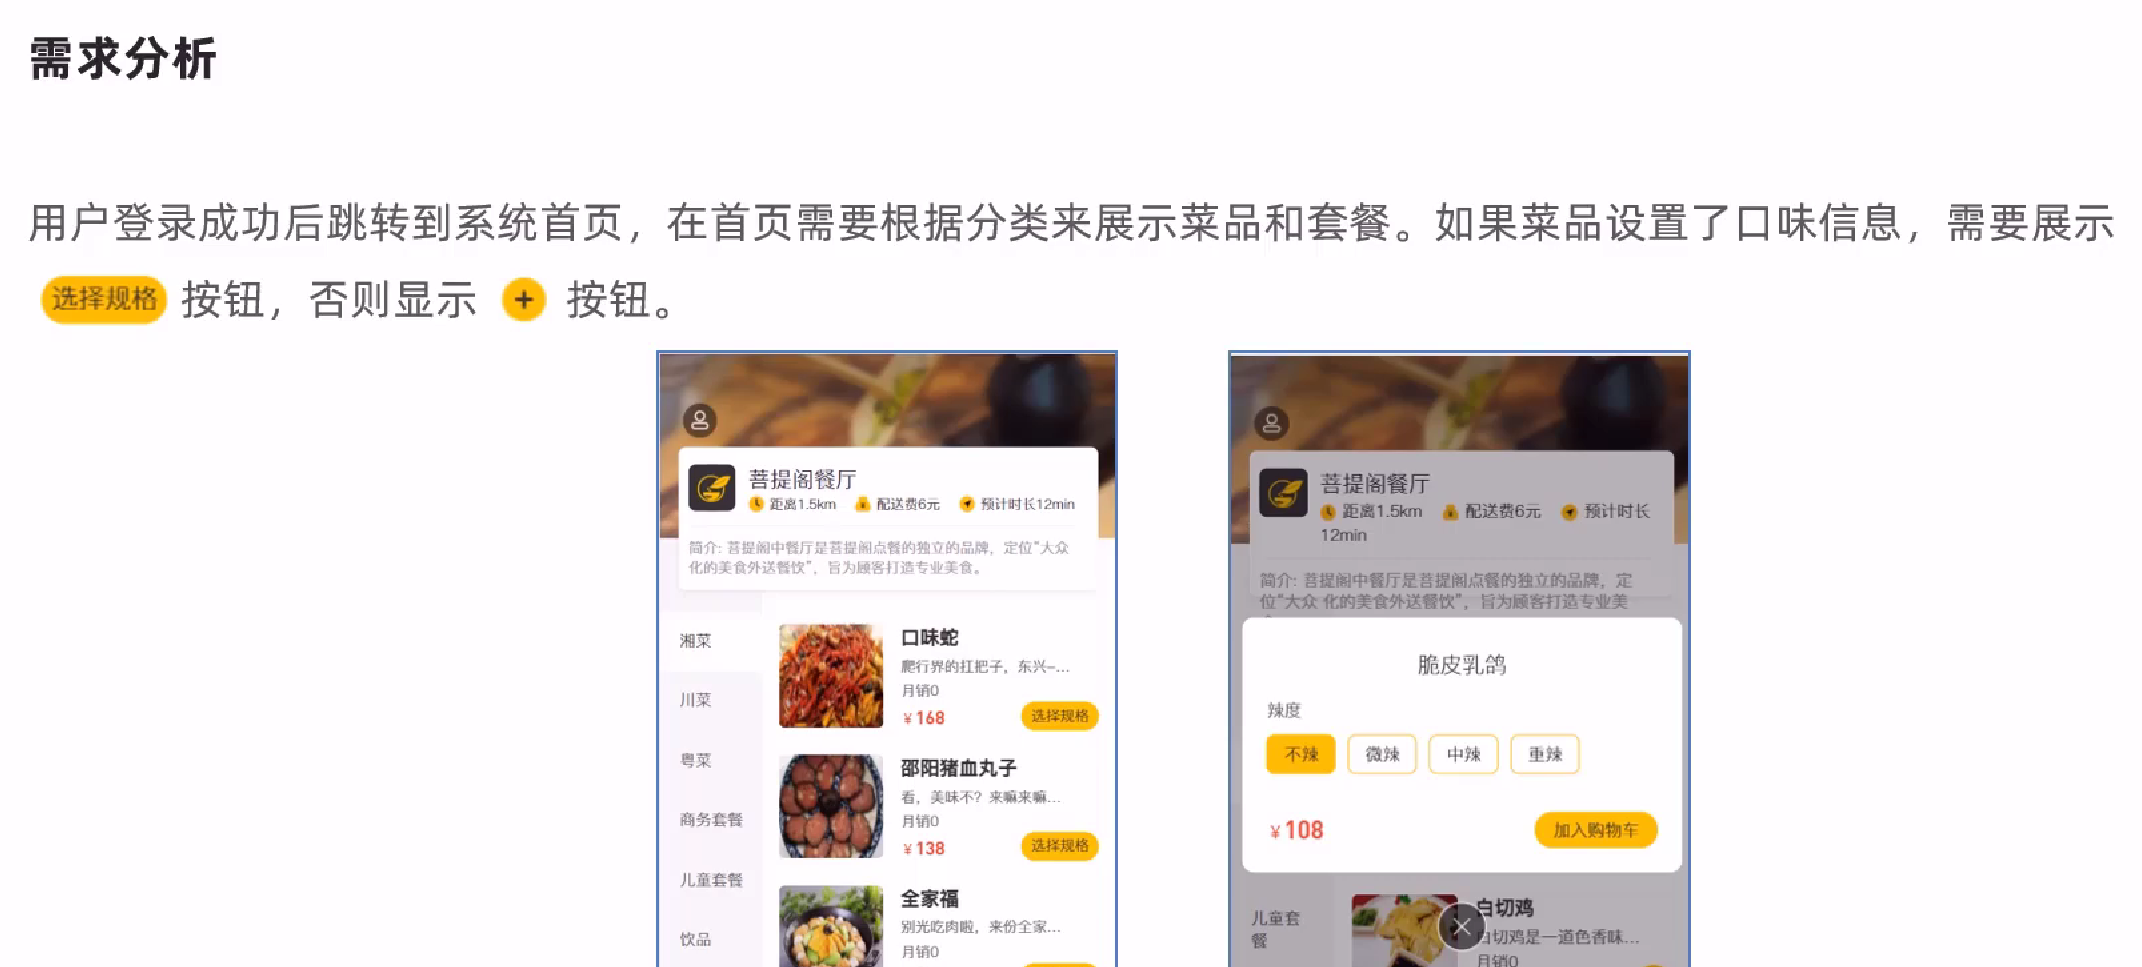 需求分析
用户登录成功后跳转到系统首页，在首页需要根据分类来展示菜品和套餐。如果菜品设置了口味信息，需要展示
选择规格 按钮，否则显示 + 按钮。
菩提阁餐厅
距离1.5km 配送费6元 预计时长12min
简介: 菩提阁中餐厅是菩提阁点餐的独立的品牌，定位“大众
化的美食外送餐饮”，旨为顾客打造专业美食。
湘菜
川菜
粤菜
商务套餐
儿童套餐
饮品
口味蛇
爬行界的扛把子，东兴–...
月销0
¥168
选择规格
邵阳猪血丸子
看，美味不？来嘛来嘛...
月销0
¥138
选择规格
全家福
别光吃肉啦，来份全家...
月销0
菩提阁餐厅
距离1.5km 配送费6元 预计时长
12min
简介: 菩提阁中餐厅是菩提阁点餐的独立的品牌，定
位“大众 化的美食外送餐饮”，旨为顾客打造专业美
脆皮乳鸽
辣度
不辣 微辣 中辣 重辣
¥108
加入购物车
儿童套
餐
白切鸡
白切鸡是一道色香味...
月销0